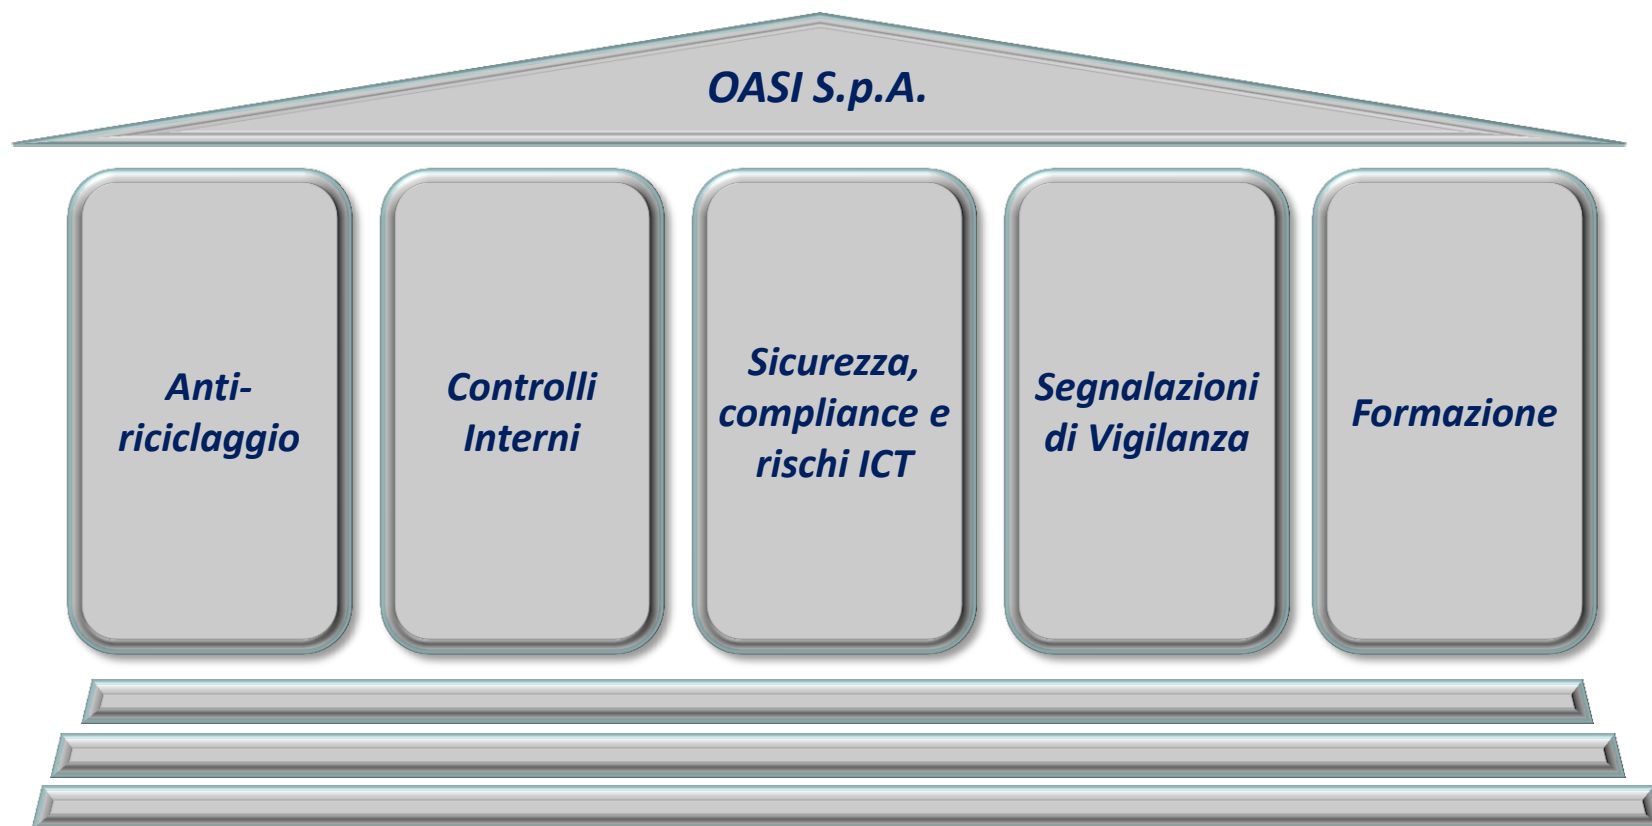 OASI S.p.A.
Anti-
riciclaggio
Controlli
Interni
Sicurezza,
compliance e
rischi ICT
Segnalazioni
di Vigilanza
Formazione